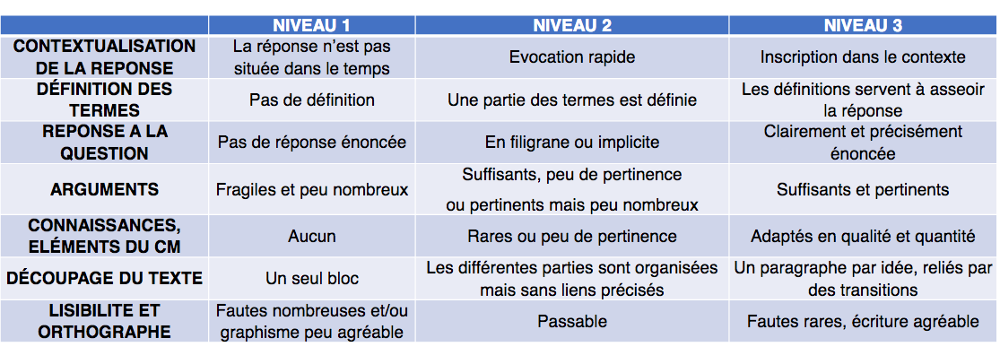 NIVEAU 1 NIVEAU 2 NIVEAU 3
CONTEXTUALISATION DE LA REPONSE
La réponse n'est pas située dans le temps
Evocation rapide
Inscription dans le contexte
DÉFINITION DES TERMES
Pas de définition
Une partie des termes est définie
Les définitions servent à asseoir la réponse
REPONSE A LA QUESTION
Pas de réponse énoncée
En filigrane ou implicite
Clairement et précisément énoncée
ARGUMENTS
Fragiles et peu nombreux
Suffisants, peu de pertinence
ou pertinents mais peu nombreux
Suffisants et pertinents
CONNAISSANCES, ELÉMENTS DU CM
Aucun
Rares ou peu de pertinence
Adaptés en qualité et quantité
DÉCOUPAGE DU TEXTE
Un seul bloc
Les différentes parties sont organisées mais sans liens précisés
Un paragraphe par idée, reliés par des transitions
LISIBILITE ET ORTHOGRAPHE
Fautes nombreuses et/ou graphisme peu agréable
Passable
Fautes rares, écriture agréable